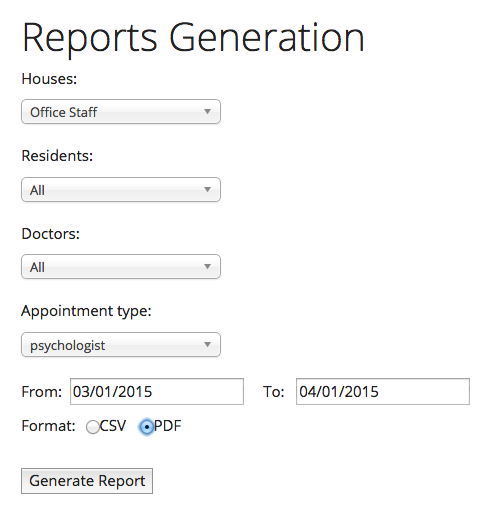 Reports Generation
Houses:
Office Staff
Residents:
All
Doctors:
All
Appointment type:
psychologist
From: 03/01/2015 To: 04/01/2015
Format: CSV PDF
Generate Report